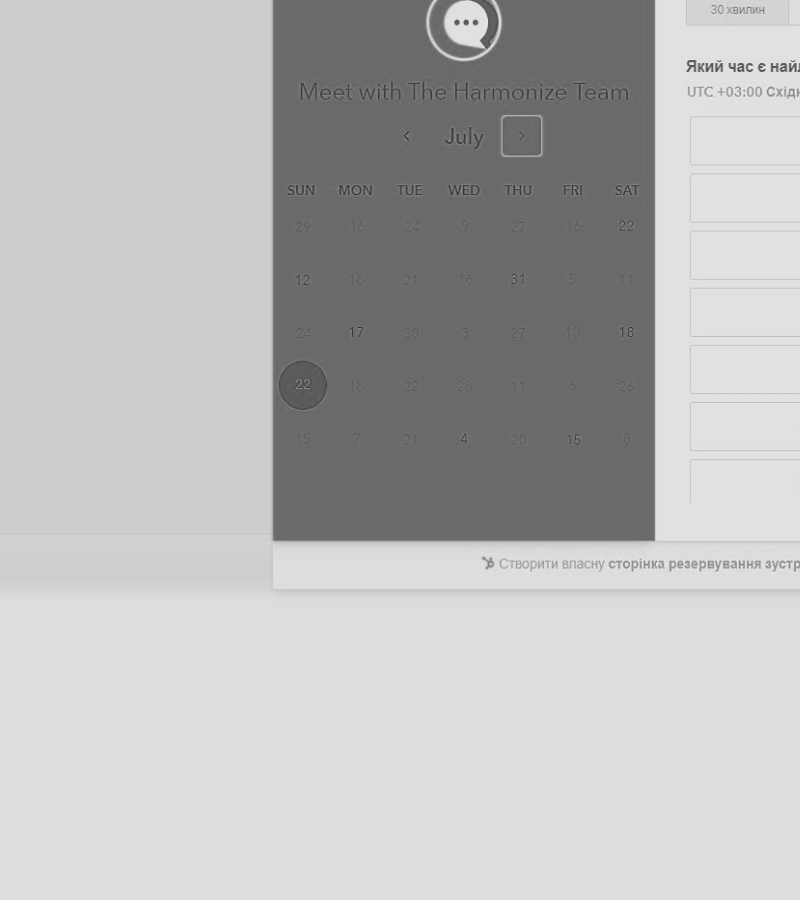 30 хвилин
Який час є най
UTC +03:00 Східн
Meet with The Harmonize Team
July
SUN MON TUE WED THU FRI SAT
29 16 24 9 27 16 22
12 18 21 16 31 5 11
24 17 30 3 27 13 18
22 15 22 28 11 6 26
15 7 21 4 20 15 8
Створити власну сторінка резервування зустр